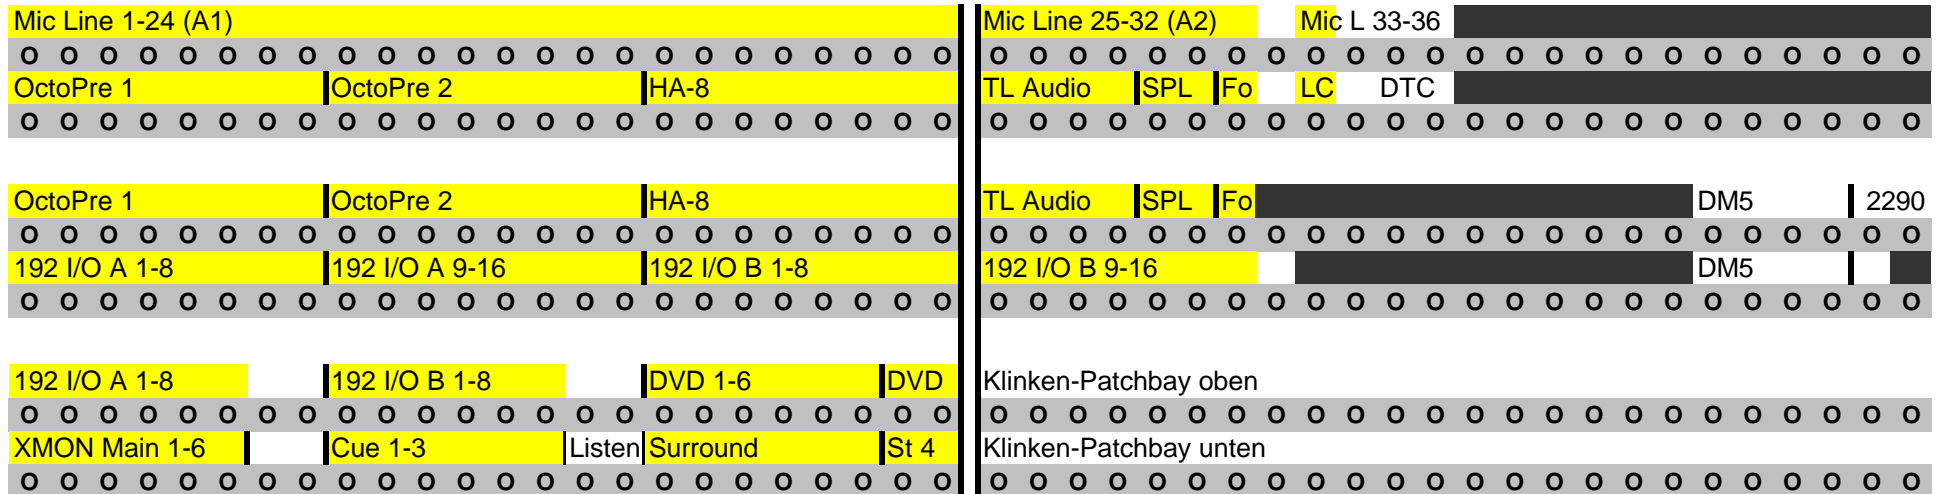 Mic Line 1-24 (A1) Mic Line 25-32 (A2) Mic L 33-36
o o o o o o o o o o o o o o o o o o o o o o o o o o o o o o o o o o o o o o o o o o o o o o o o
OctoPre 1 OctoPre 2 HA-8 TL Audio SPL Fo LC DTC
o o o o o o o o o o o o o o o o o o o o o o o o o o o o o o o o o o o o o o o o o o o o o o o o
OctoPre 1 OctoPre 2 HA-8 TL Audio SPL Fo DM5 2290
o o o o o o o o o o o o o o o o o o o o o o o o o o o o o o o o o o o o o o o o o o o o o o o o
192 I/O A 1-8 192 I/O A 9-16 192 I/O B 1-8 192 I/O B 9-16 DM5
o o o o o o o o o o o o o o o o o o o o o o o o o o o o o o o o o o o o o o o o o o o o o o o o
192 I/O A 1-8 192 I/O B 1-8 DVD 1-6 DVD Klinken-Patchbay oben
o o o o o o o o o o o o o o o o o o o o o o o o o o o o o o o o o o o o o o o o o o o o o o o o
XMON Main 1-6 Cue 1-3 Listen Surround St 4 Klinken-Patchbay unten
o o o o o o o o o o o o o o o o o o o o o o o o o o o o o o o o o o o o o o o o o o o o o o o o